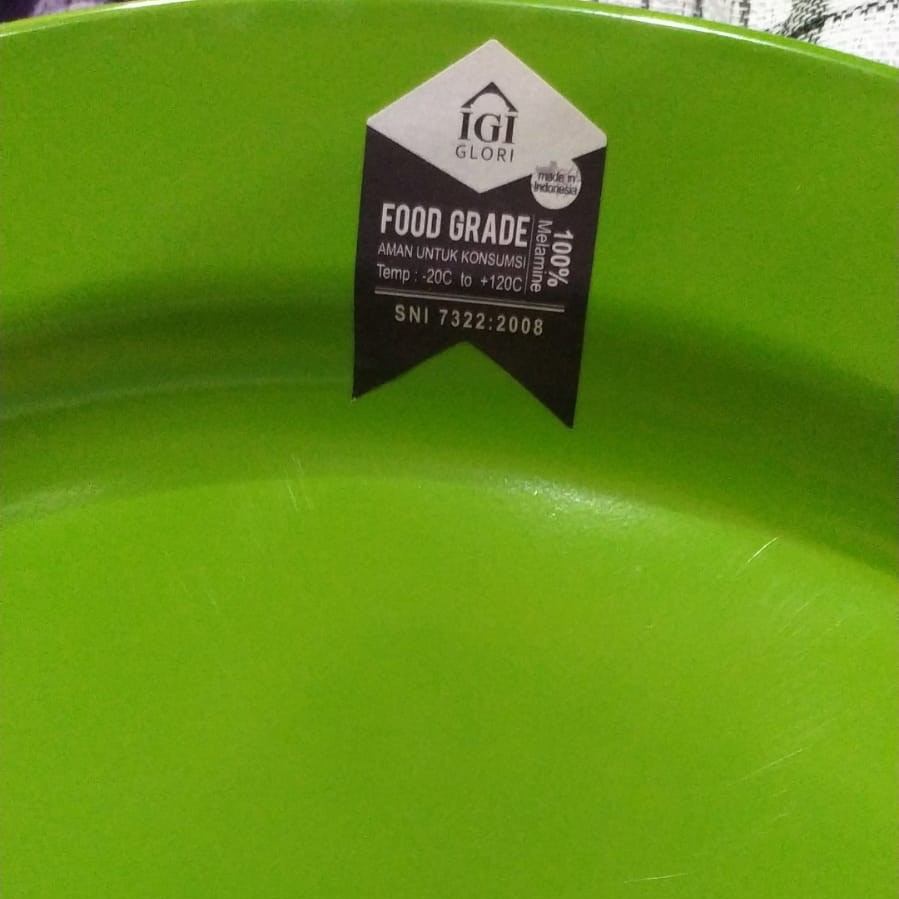 IGI
GLORI
made in
Indonesia
FOOD GRADE
AMAN UNTUK KONSUMSI
Temp : -20C to +120C
100%
Melamine
SNI 7322:2008